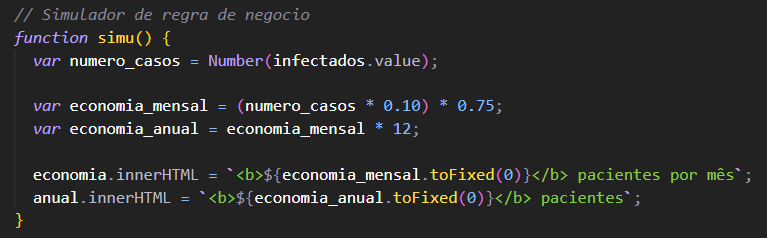 // Simulador de regra de negocio
function simu() {
var numero_casos = Number(infectados.value);
var economia_mensal = (numero_casos * 0.10) * 0.75;
var economia_anual = economia_mensal * 12;
economia.innerHTML = `<b>${economia_mensal.toFixed(0)}</b> pacientes por mês`;
anual.innerHTML = `<b>${economia_anual.toFixed(0)}</b> pacientes`;
}